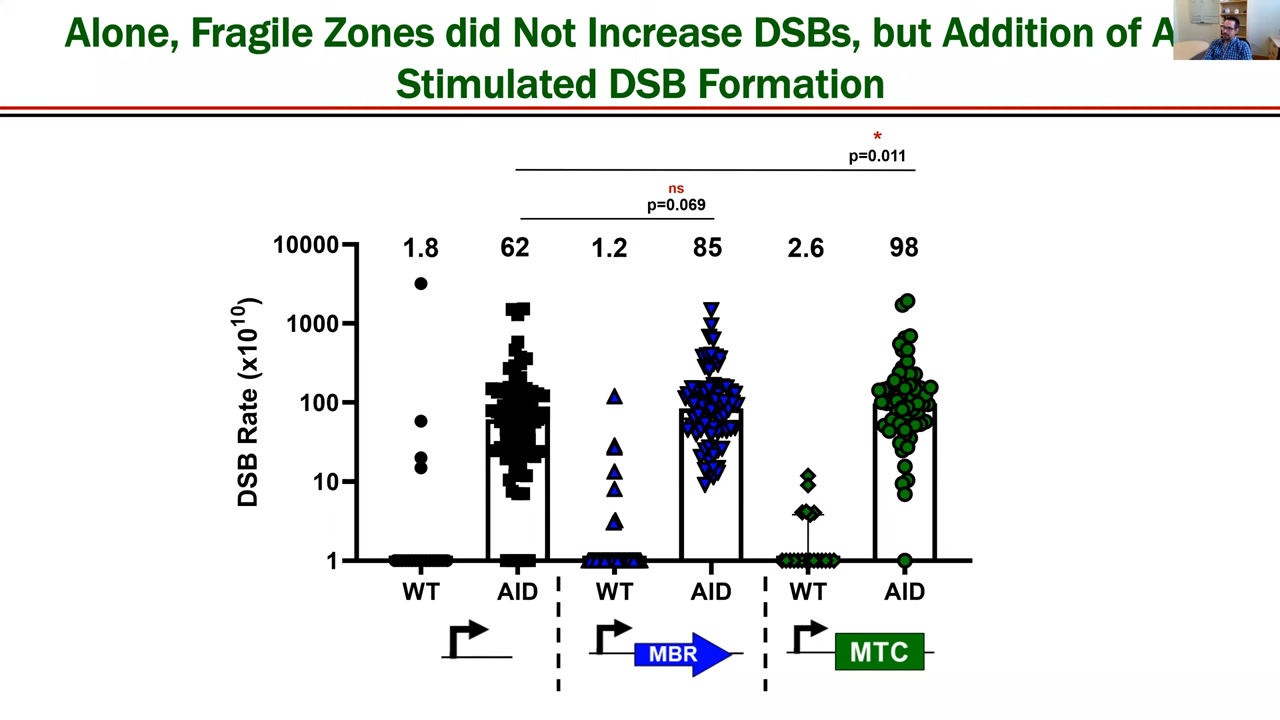 Alone, Fragile Zones did Not Increase DSBs, but Addition of
Stimulated DSB Formation
*
p=0.011
ns
p=0.069
1.8 62 1.2 85 2.6 98
10000
1000
100
10
1
DSB Rate (x10¹⁰)
WT AID WT AID WT AID
MBR MTC